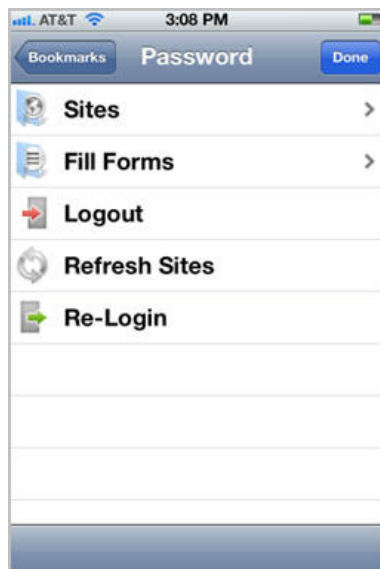 AT&T 3:08 PM
Bookmarks Password Done
Sites
Fill Forms
Logout
Refresh Sites
Re-Login